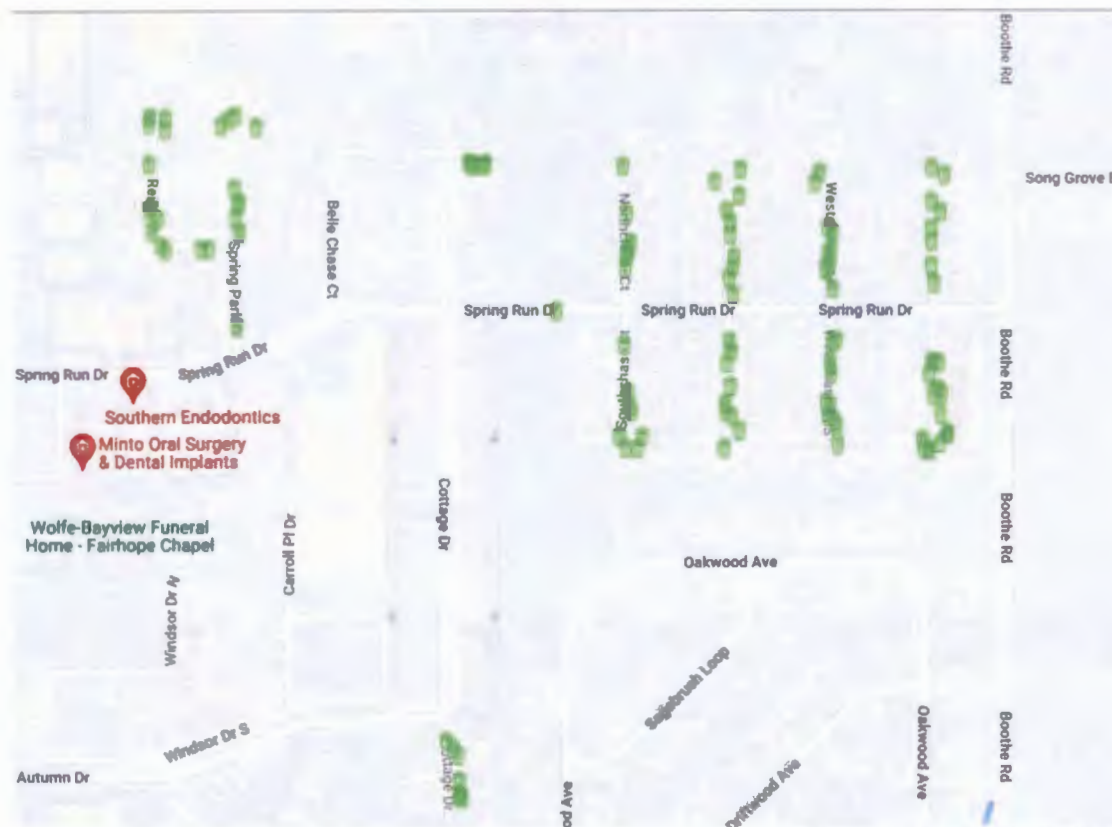 Boothe Rd
Song Grove
Belle Chase Ct
Spring Run
Spring Run Dr
Spring Run Dr
Boothe Rd
Spring Run Dr
Spring Run Dr
Southern Endodontics
Minto Oral Surgery
& Dental Implants
Cottage Dr
Boothe Rd
Wolfe-Bayview Funeral
Home - Fairhope Chapel
Carroll Pl Dr
Oakwood Ave
Windsor Dr
Sagebrush Loop
Windsor Dr S
Oakwood Ave
Boothe Rd
Autumn Dr
Driftwood Ave
od Ave